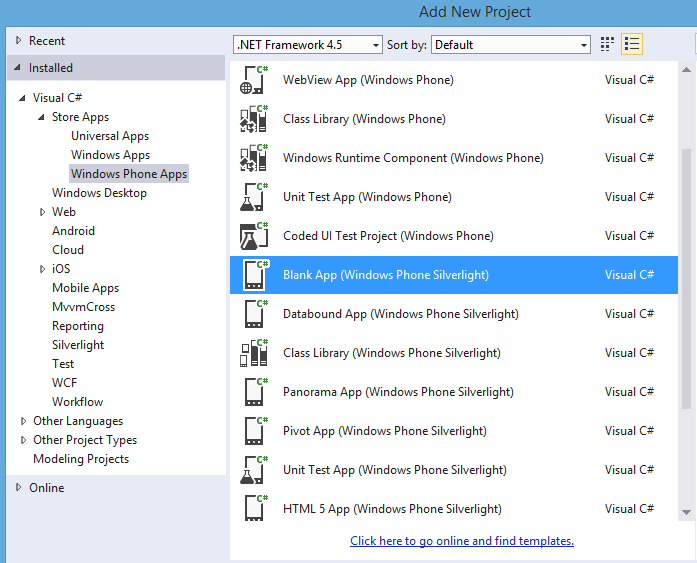 Add New Project
Recent
Installed
Visual C#
Store Apps
Universal Apps
Windows Apps
Windows Phone Apps
Windows Desktop
Web
Android
Cloud
iOS
Mobile Apps
MvvmCross
Reporting
Silverlight
Test
WCF
Workflow
Other Languages
Other Project Types
Modeling Projects
Online
.NET Framework 4.5 Sort by: Default
C# WebView App (Windows Phone) Visual C#
C# Class Library (Windows Phone) Visual C#
C# Windows Runtime Component (Windows Phone) Visual C#
C# Unit Test App (Windows Phone) Visual C#
C# Coded UI Test Project (Windows Phone) Visual C#
C# Blank App (Windows Phone Silverlight) Visual C#
C# Databound App (Windows Phone Silverlight) Visual C#
C# Class Library (Windows Phone Silverlight) Visual C#
C# Panorama App (Windows Phone Silverlight) Visual C#
C# Pivot App (Windows Phone Silverlight) Visual C#
C# Unit Test App (Windows Phone Silverlight) Visual C#
C# HTML 5 App (Windows Phone Silverlight) Visual C#
Click here to go online and find templates.